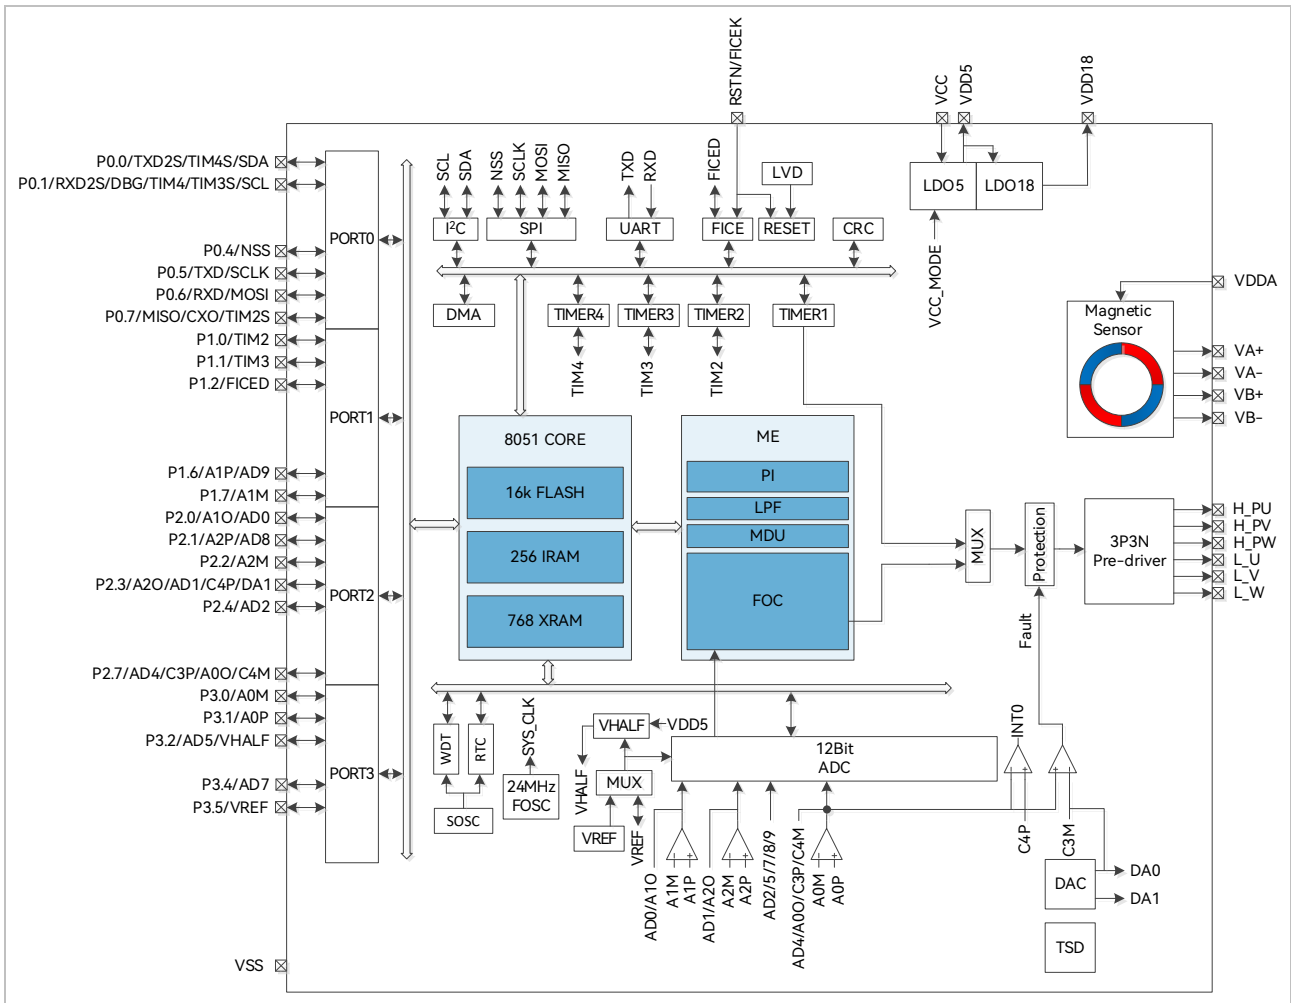 RSTN/FICEK
VCC
VDD5
VDD18
P0.0/TXD2S/TIM4S/SDA
P0.1/RXD2S/DBG/TIM4/TIM3S/SCL
P0.4/NSS
P0.5/TXD/SCLK
P0.6/RXD/MOSI
P0.7/MISO/CXO/TIM2S
P1.0/TIM2
P1.1/TIM3
P1.2/FICED
P1.6/A1P/AD9
P1.7/A1M
P2.0/A1O/AD0
P2.1/A2P/AD8
P2.2/A2M
P2.3/A2O/AD1/C4P/DA1
P2.4/AD2
P2.7/AD4/C3P/A0O/C4M
P3.0/A0M
P3.1/A0P
P3.2/AD5/VHALF
P3.4/AD7
P3.5/VREF
VSS
PORT0
PORT1
PORT2
PORT3
SCL
SDA
NSS
SCLK
MOSI
MISO
TXD
RXD
FICED
LVD
I²C
SPI
UART
FICE
RESET
CRC
DMA
TIMER4
TIMER3
TIMER2
TIMER1
TIM4
TIM3
TIM2
LDO5
LDO18
VCC_MODE
VDDA
Magnetic
Sensor
VA+
VA-
VB+
VB-
8051 CORE
16k FLASH
256 IRAM
768 XRAM
ME
PI
LPF
MDU
FOC
MUX
Protection
3P3N
Pre-driver
H_PU
H_PV
H_PW
L_U
L_V
L_W
Fault
WDT
RTC
SOSC
SYS_CLK
24MHz
FOSC
VHALF
VDD5
VHALF
MUX
VREF
VREF
12Bit
ADC
AD0/A1O
A1M
A1P
AD1/A2O
A2M
A2P
AD2/5/7/8/9
AD4/A0O/C3P/C4M
A0M
A0P
INT0
C4P
C3M
DAC
DA0
DA1
TSD